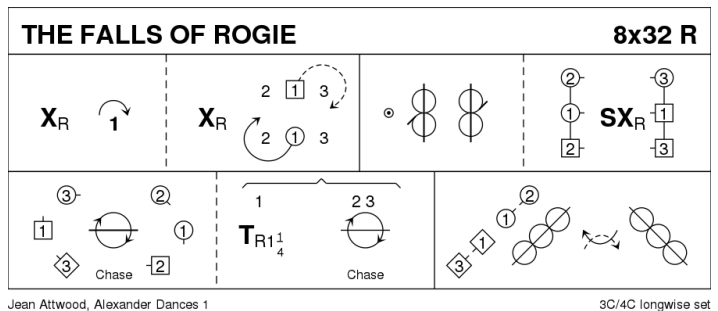 THE FALLS OF ROGIE 8x32 R
XR 1
XR 2 1 3
2 1 3
2 3
1 SXR 1
2 3
3 2
1 1
3 2
Chase
1 2 3
TR1 1/4
Chase
2
1
1
3
Jean Attwood, Alexander Dances 1 3C/4C longwise set